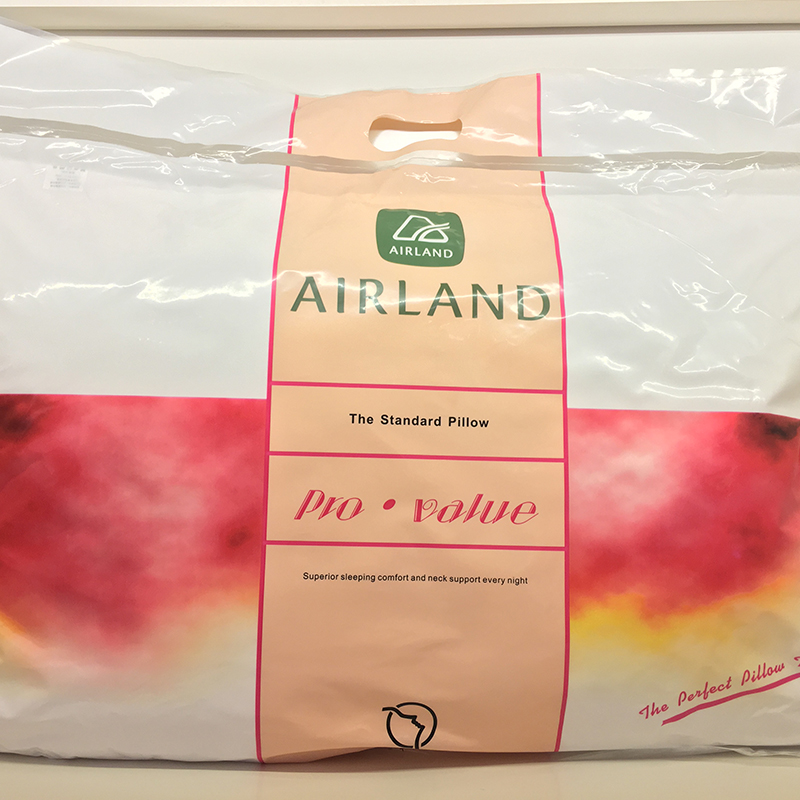 AIRLAND
AIRLAND
The Standard Pillow
Pro • value
Superior sleeping comfort and neck support every night
The Perfect Pillow